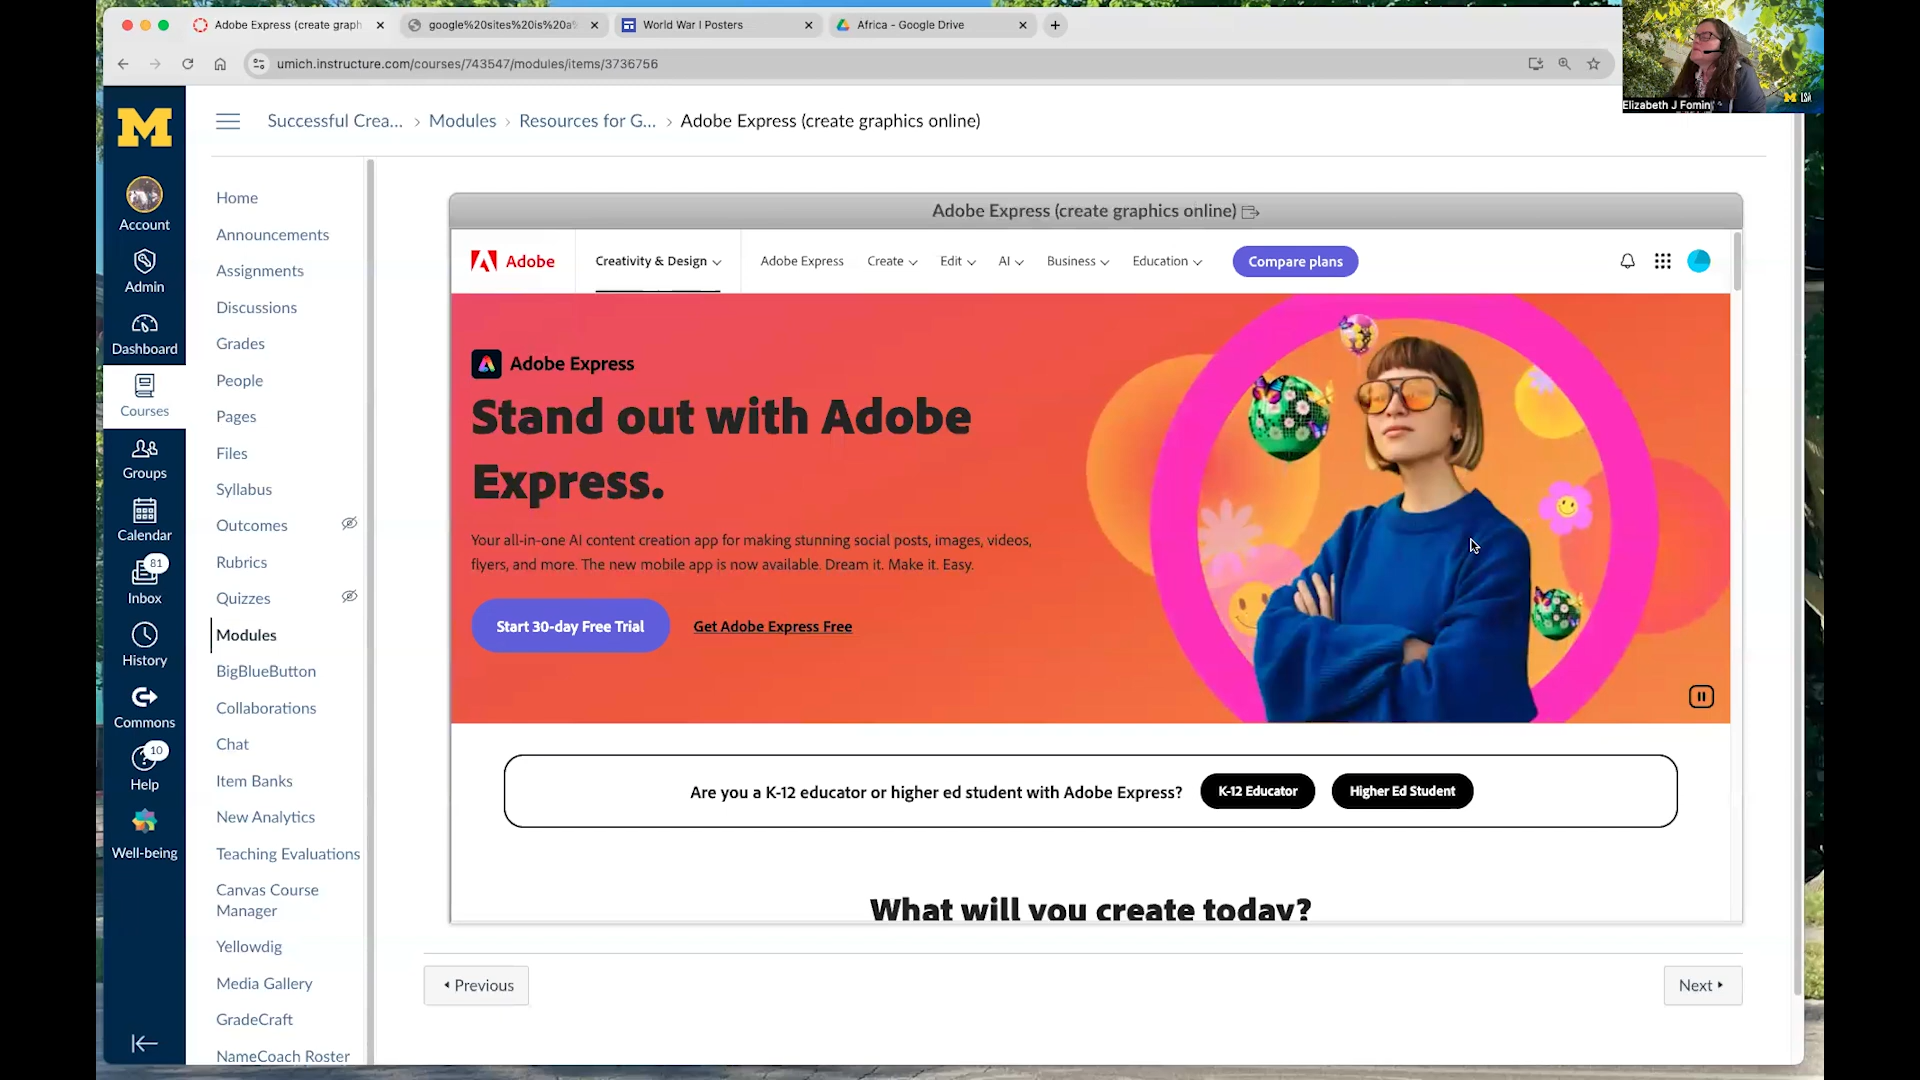 Adobe Express (create graph
google%20sites%20is%20a
World War I Posters
Africa - Google Drive
umich.instructure.com/courses/743547/modules/items/3736756
Elizabeth J Fomin
M LSA
M
Account
Admin
Dashboard
Courses
Groups
Calendar
81
Inbox
History
Commons
10
Help
Well-being
Successful Crea... › Modules › Resources for G... › Adobe Express (create graphics online)
Home
Announcements
Assignments
Discussions
Grades
People
Pages
Files
Syllabus
Outcomes
Rubrics
Quizzes
Modules
BigBlueButton
Collaborations
Chat
Item Banks
New Analytics
Teaching Evaluations
Canvas Course
Manager
Yellowdig
Media Gallery
GradeCraft
NameCoach Roster
Adobe Express (create graphics online)
Adobe
Creativity & Design
Adobe Express
Create
Edit
AI
Business
Education
Compare plans
Adobe Express
Stand out with Adobe
Express.
Your all-in-one AI content creation app for making stunning social posts, images, videos,
flyers, and more. The new mobile app is now available. Dream it. Make it. Easy.
Start 30-day Free Trial
Get Adobe Express Free
Are you a K-12 educator or higher ed student with Adobe Express?
K-12 Educator
Higher Ed Student
What will you create today?
Previous
Next